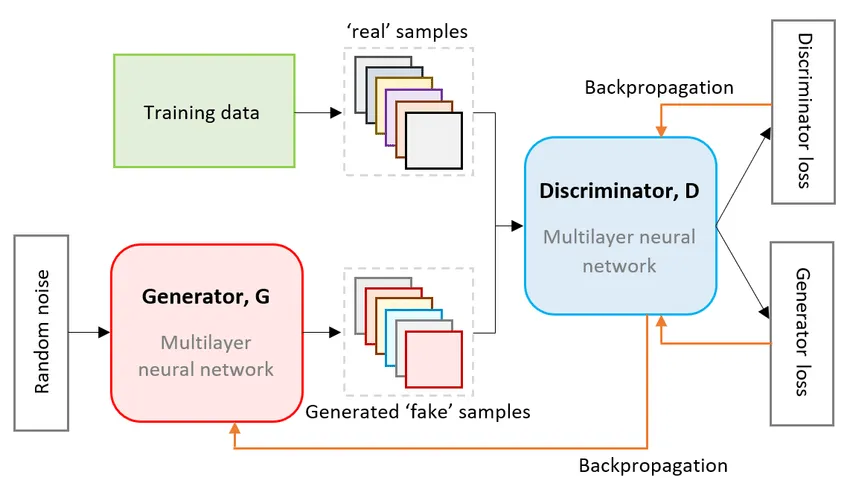 ‘real’ samples
Training data
Backpropagation
Discriminator loss
Discriminator, D
Multilayer neural
network
Random noise
Generator, G
Multilayer
neural network
Generated ‘fake’ samples
Generator loss
Backpropagation